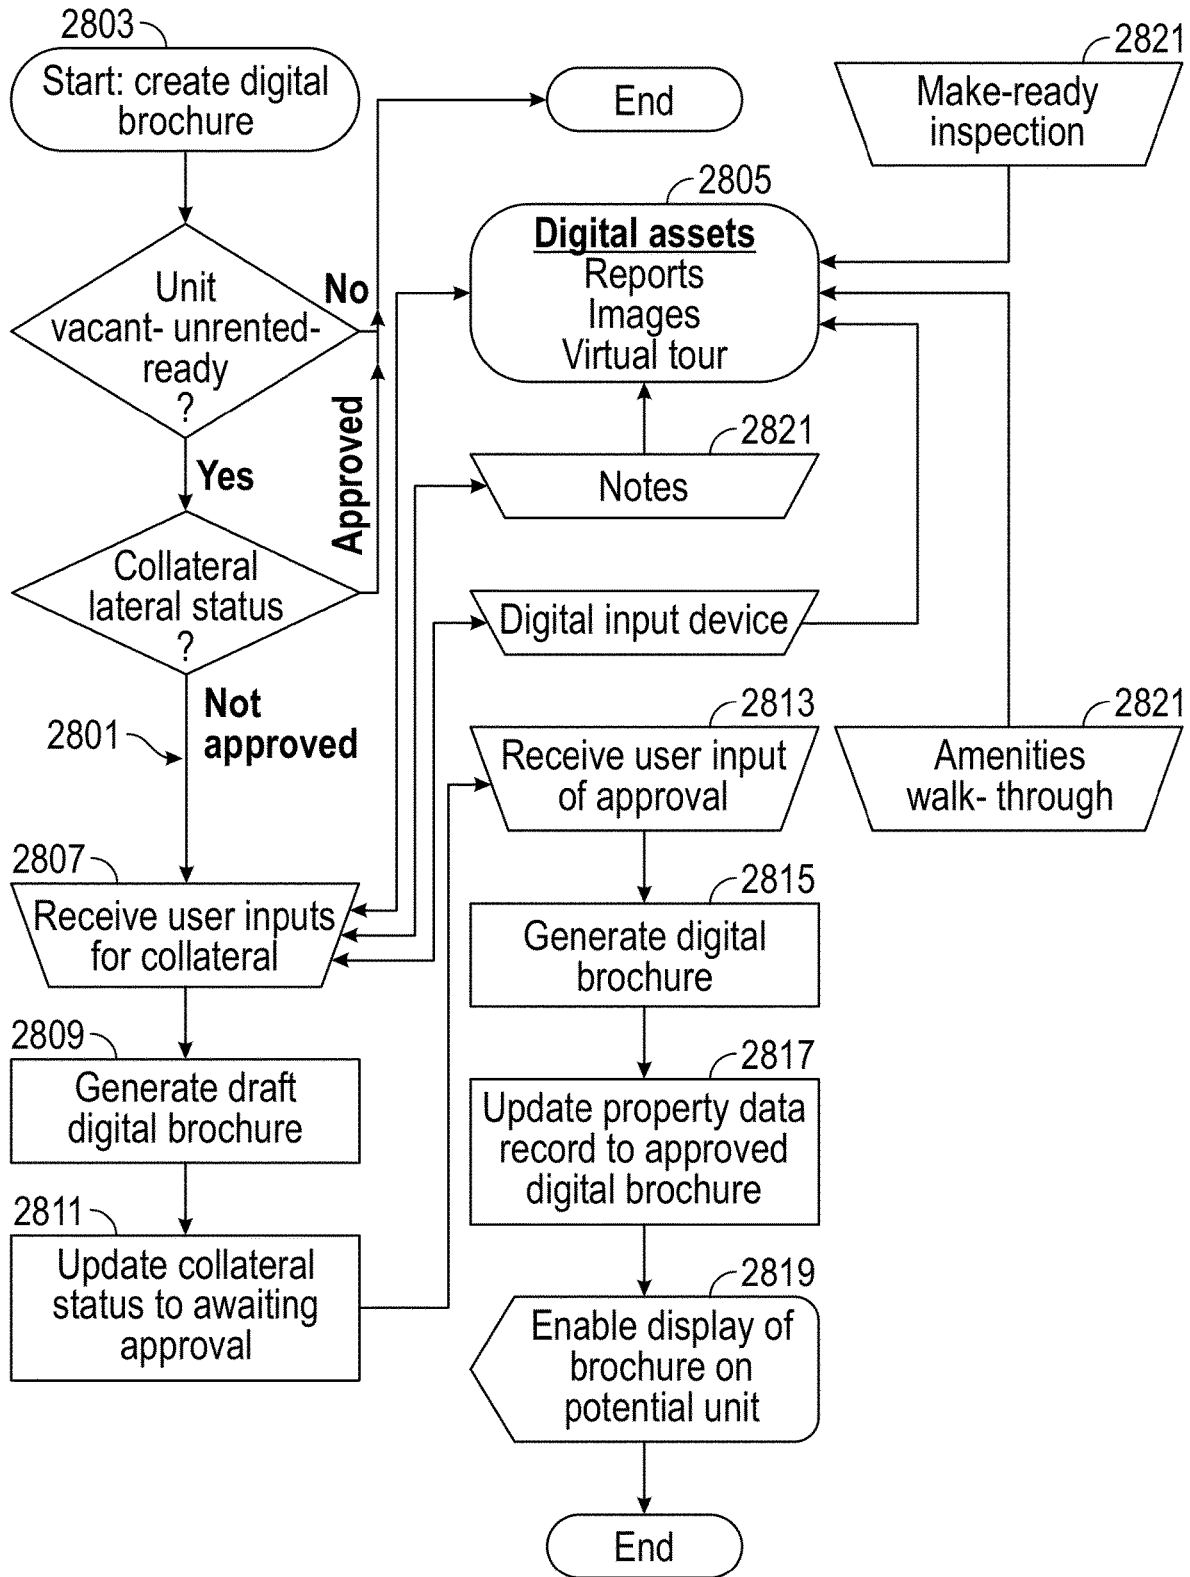 2803
Start: create digital
brochure
End
2821
Make-ready
inspection
2805
Digital assets
Reports
Images
Virtual tour
Unit
vacant- unrented-
ready
?
No
Yes
Approved
2821
Notes
Collateral
lateral status
?
Digital input device
Not
approved
2801
2813
Receive user input
of approval
2821
Amenities
walk- through
2807
Receive user inputs
for collateral
2815
Generate digital
brochure
2809
Generate draft
digital brochure
2817
Update property data
record to approved
digital brochure
2811
Update collateral
status to awaiting
approval
2819
Enable display of
brochure on
potential unit
End